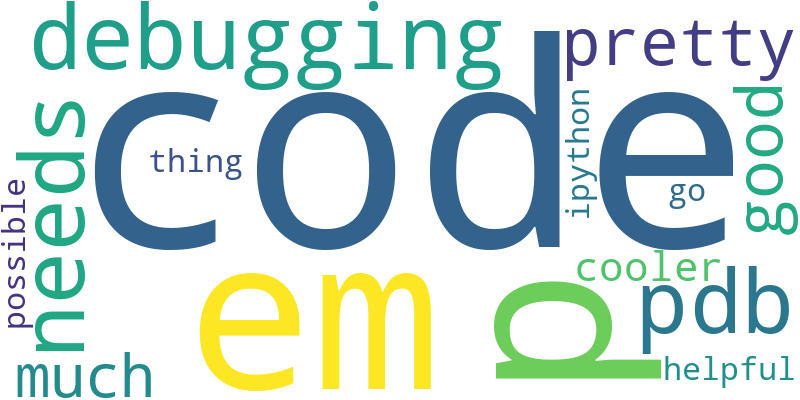 debugging
pretty
code
needs
thing
ipython
good
go
possible
em
p
cooler
pdb
much
helpful